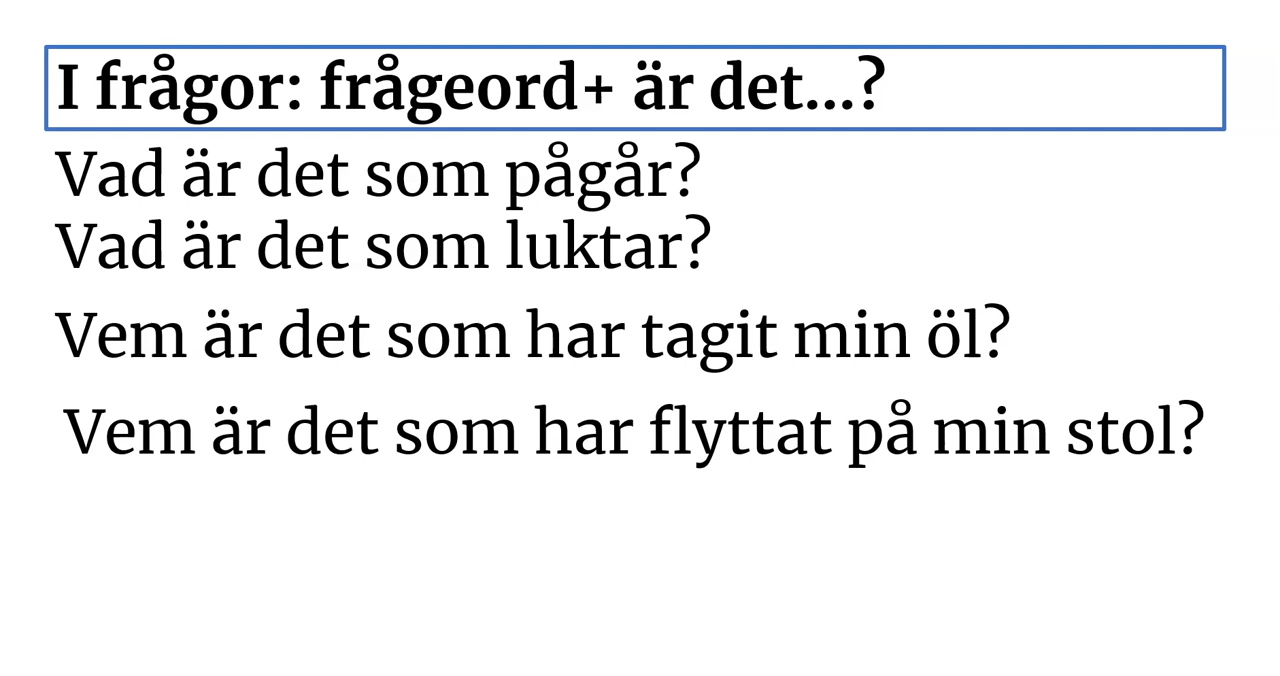 I frågor: frågeord+ är det...?
Vad är det som pågår?
Vad är det som luktar?
Vem är det som har tagit min öl?
Vem är det som har flyttat på min stol?